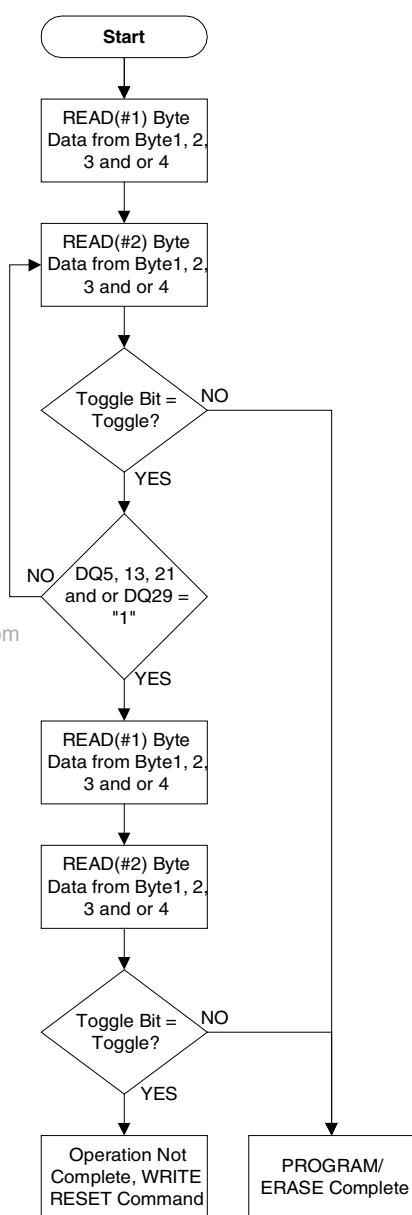 Start
READ(#1) Byte
Data from Byte1, 2,
3 and or 4
READ(#2) Byte
Data from Byte1, 2,
3 and or 4
Toggle Bit =
Toggle?
NO
YES
NO
DQ5, 13, 21
and or DQ29 =
"1"
om
YES
READ(#1) Byte
Data from Byte1, 2,
3 and or 4
READ(#2) Byte
Data from Byte1, 2,
3 and or 4
Toggle Bit =
Toggle?
NO
YES
Operation Not
Complete, WRITE
RESET Command
PROGRAM/
ERASE Complete